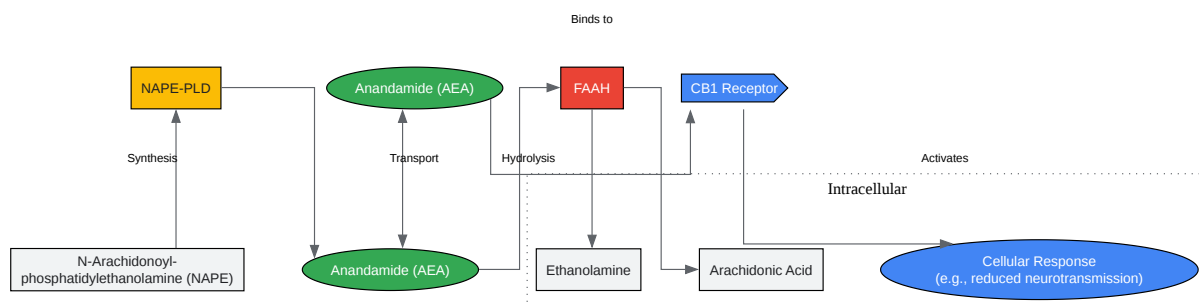 Binds to
NAPE-PLD
Anandamide (AEA)
FAAH
CB1 Receptor
Synthesis
Transport
Hydrolysis
Activates
Intracellular
N-Arachidonoyl-
phosphatidylethanolamine (NAPE)
Anandamide (AEA)
Ethanolamine
Arachidonic Acid
Cellular Response
(e.g., reduced neurotransmission)